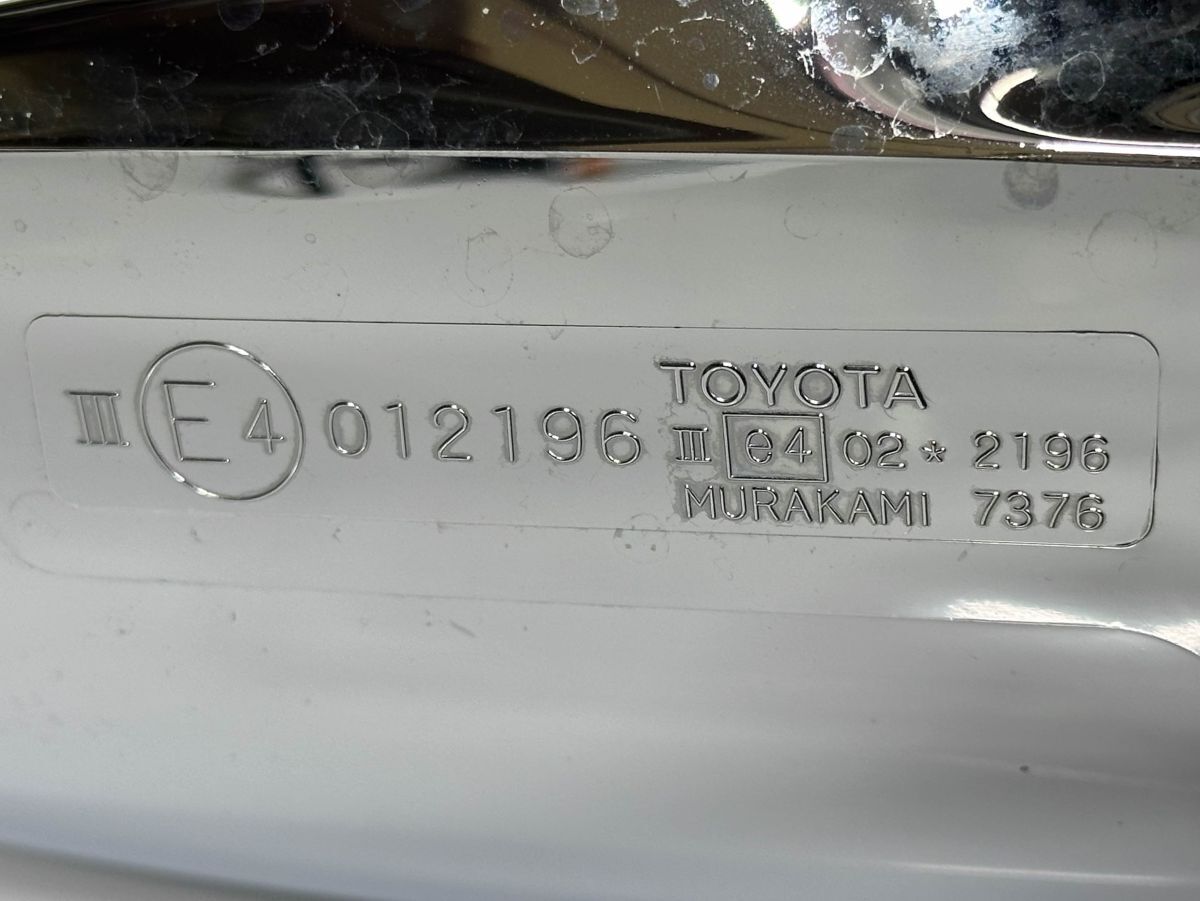 III E4 012196
TOYOTA
III e4 02* 2196
MURAKAMI 7376